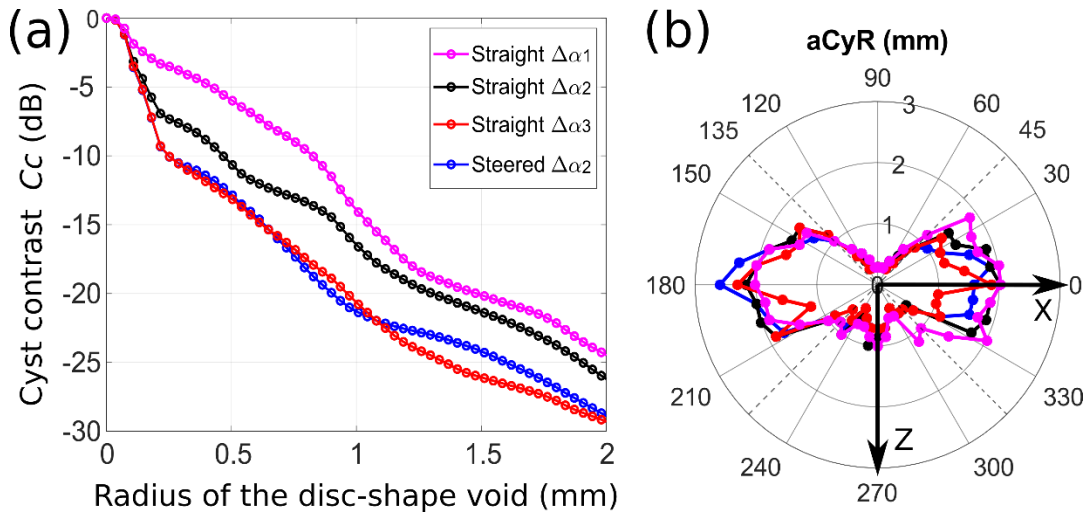 (a)
Cyst contrast Cc (dB)
0
-5
-10
-15
-20
-25
-30
0
0.5
1
1.5
2
Radius of the disc-shape void (mm)
Straight Δα1
Straight Δα2
Straight Δα3
Steered Δα2
(b)
aCyR (mm)
90
60
45
30
0
330
300
270
240
210
180
150
135
120
3
2
1
0
X
Z